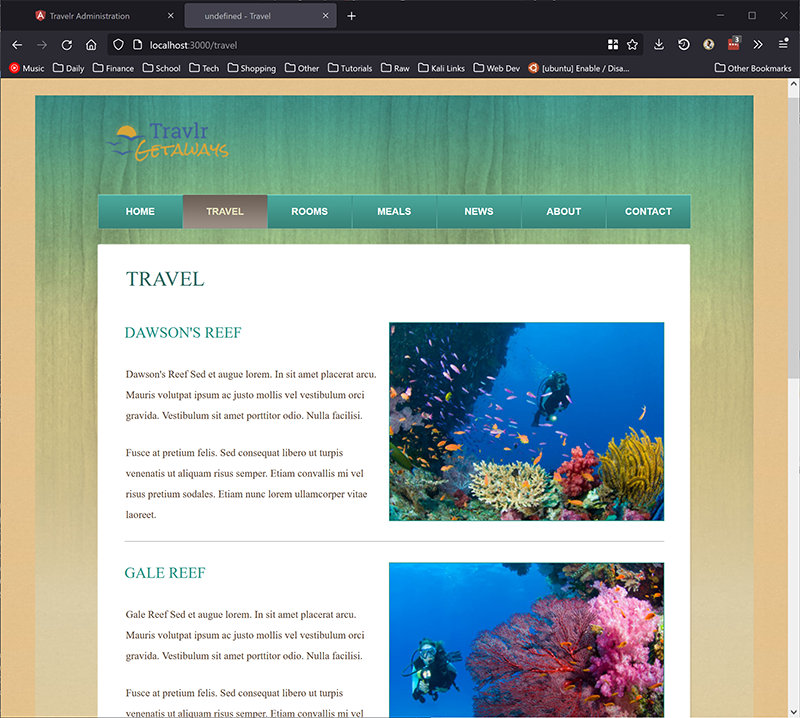 Travelr Administration
undefined - Travel
localhost:3000/travel
3
Music Daily Finance School Tech Shopping Other Tutorials Raw Kali Links Web Dev [ubuntu] Enable / Disa... Other Bookmarks
Travlr
Getaways
HOME TRAVEL ROOMS MEALS NEWS ABOUT CONTACT
TRAVEL
DAWSON'S REEF
Dawson's Reef Sed et augue lorem. In sit amet placerat arcu.
Mauris volutpat ipsum ac justo mollis vel vestibulum orci
gravida. Vestibulum sit amet porttitor odio. Nulla facilisi.
Fusce at pretium felis. Sed consequat libero ut turpis
venenatis ut aliquam risus semper. Etiam convallis mi vel
risus pretium sodales. Etiam nunc lorem ullamcorper vitae
laoreet.
GALE REEF
Gale Reef Sed et augue lorem. In sit amet placerat arcu.
Mauris volutpat ipsum ac justo mollis vel vestibulum orci
gravida. Vestibulum sit amet porttitor odio. Nulla facilisi.
Fusce at pretium felis. Sed consequat libero ut turpis
venenatis ut aliquam risus semper. Etiam convallis mi vel